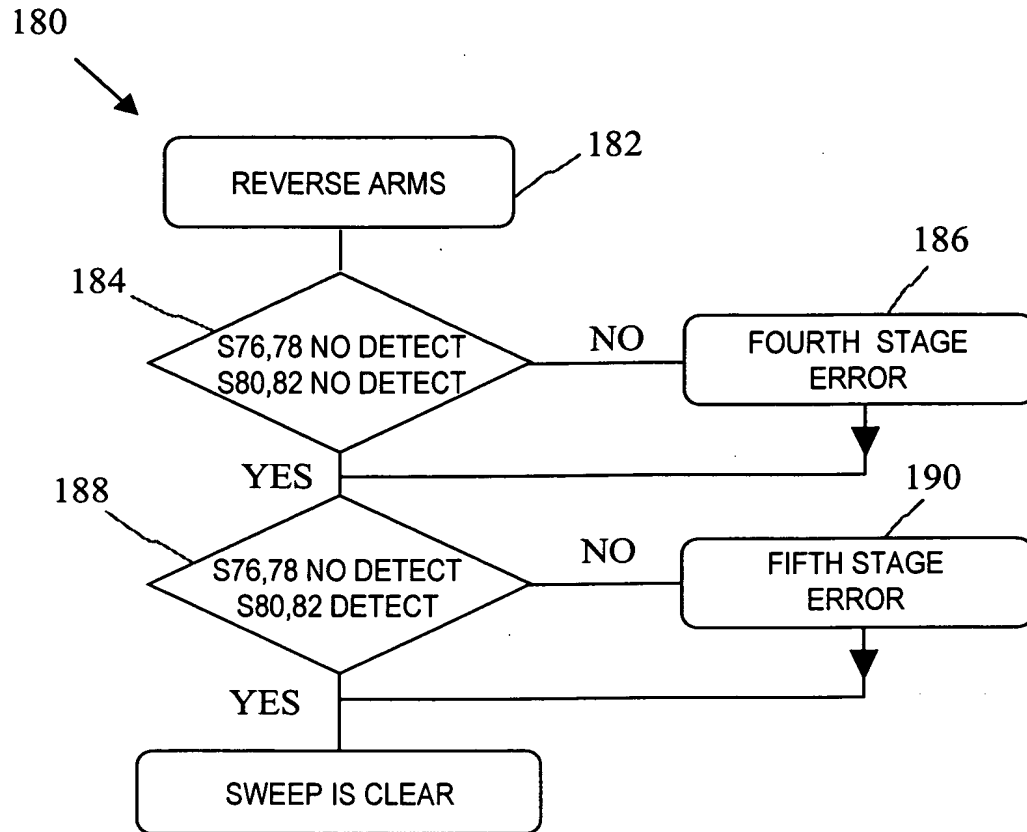 180
REVERSE ARMS
182
184
S76,78 NO DETECT
S80,82 NO DETECT
NO
186
FOURTH STAGE
ERROR
YES
188
S76,78 NO DETECT
S80,82 DETECT
NO
190
FIFTH STAGE
ERROR
YES
SWEEP IS CLEAR